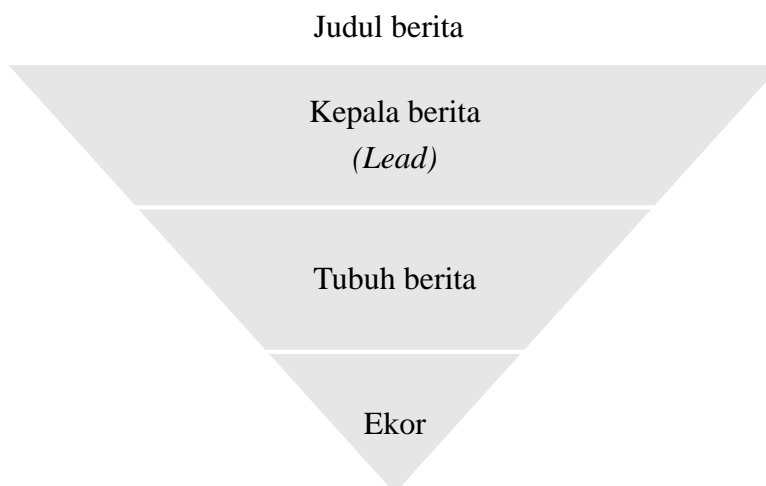 Judul berita
Kepala berita
(Lead)
Tubuh berita
Ekor